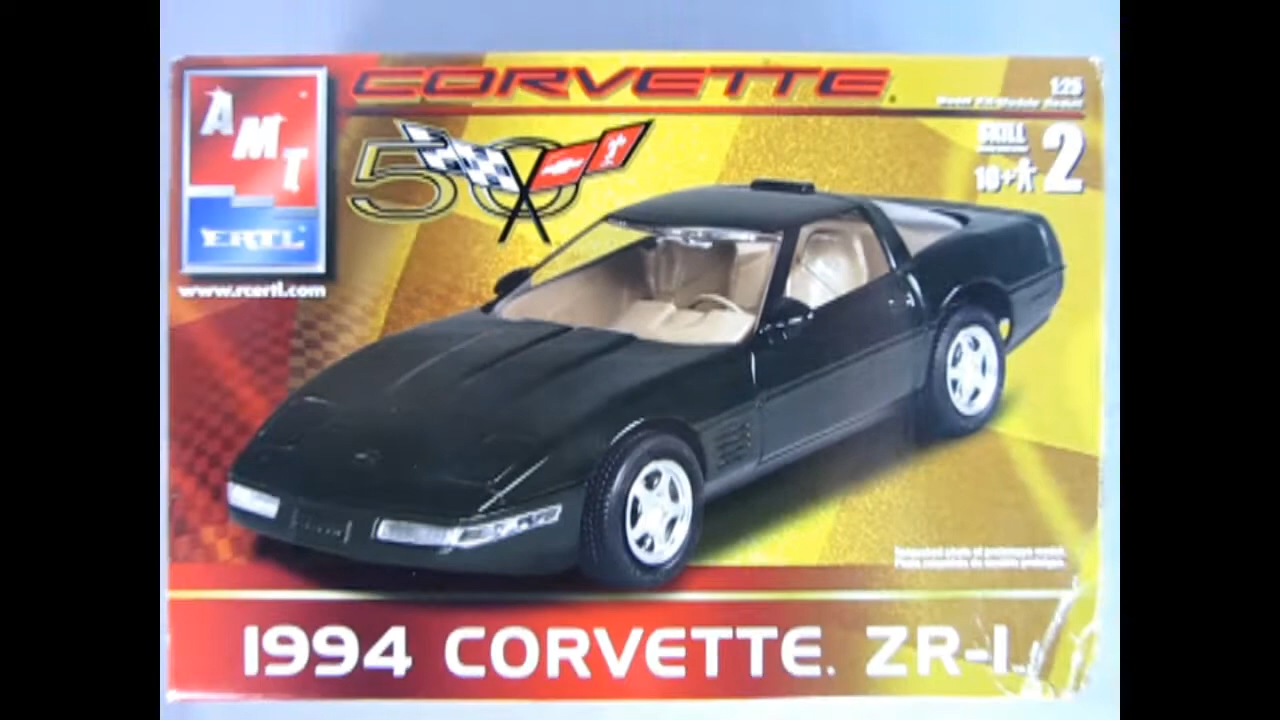 CORVETTE
AMT
ERTL
www.rcertl.com
50
1:25
SKILL
2
10+
1994 CORVETTE. ZR-1